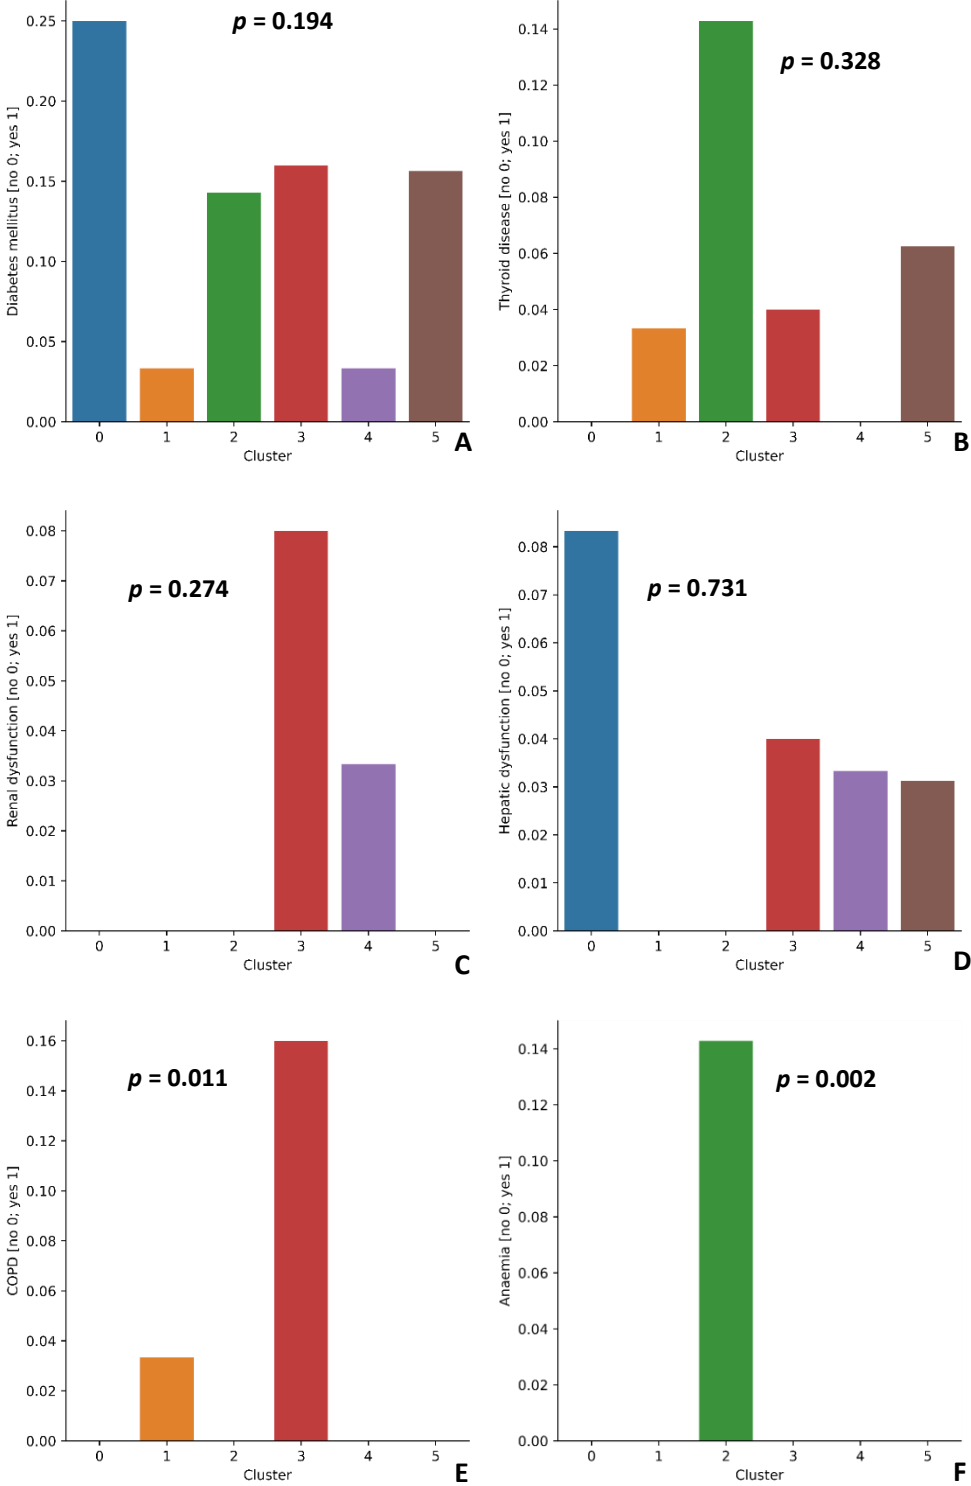 p = 0.194
Diabetes mellitus [no 0; yes 1]
0.25
0.20
0.15
0.10
0.05
0.00
0 1 2 3 4 5
Cluster
A
p = 0.328
Thyroid disease [no 0; yes 1]
0.14
0.12
0.10
0.08
0.06
0.04
0.02
0.00
0 1 2 3 4 5
Cluster
B
p = 0.274
Renal dysfunction [no 0; yes 1]
0.08
0.07
0.06
0.05
0.04
0.03
0.02
0.01
0.00
0 1 2 3 4 5
Cluster
C
p = 0.731
Hepatic dysfunction [no 0; yes 1]
0.08
0.07
0.06
0.05
0.04
0.03
0.02
0.01
0.00
0 1 2 3 4 5
Cluster
D
p = 0.011
COPD [no 0; yes 1]
0.16
0.14
0.12
0.10
0.08
0.06
0.04
0.02
0.00
0 1 2 3 4 5
Cluster
E
p = 0.002
Anaemia [no 0; yes 1]
0.14
0.12
0.10
0.08
0.06
0.04
0.02
0.00
0 1 2 3 4 5
Cluster
F